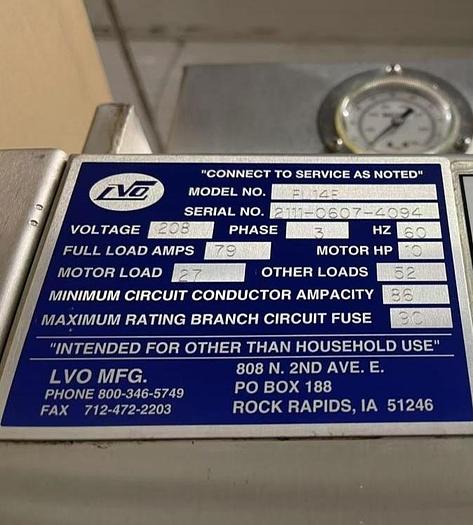 LVO
"CONNECT TO SERVICE AS NOTED"
MODEL NO. FL14E
SERIAL NO. 2111-0607-4094
VOLTAGE 208 PHASE 3 HZ 60
FULL LOAD AMPS 79 MOTOR HP 10
MOTOR LOAD 27 OTHER LOADS 52
MINIMUM CIRCUIT CONDUCTOR AMPACITY 86
MAXIMUM RATING BRANCH CIRCUIT FUSE 90
"INTENDED FOR OTHER THAN HOUSEHOLD USE"
LVO MFG. 808 N. 2ND AVE. E.
PHONE 800-346-5749 PO BOX 188
FAX 712-472-2203 ROCK RAPIDS, IA 51246